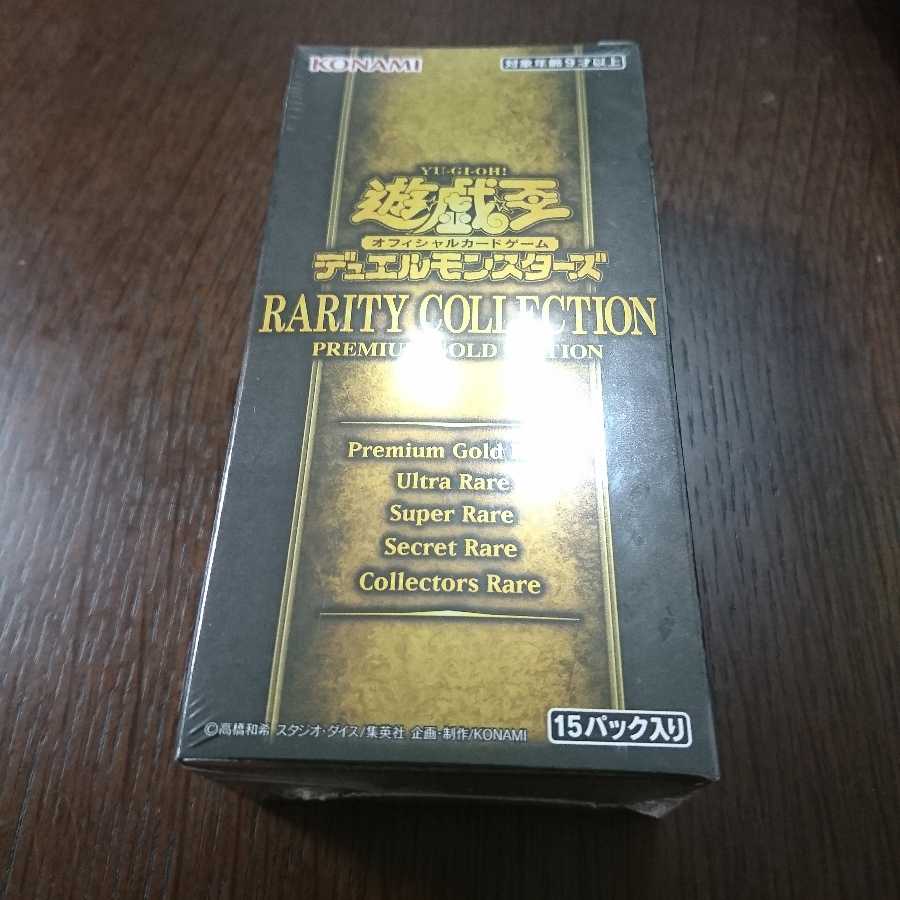 KONAMI
対象年齢9才以上
YU-GI-OH!
遊☆戯☆王
オフィシャルカードゲーム
デュエルモンスターズ
RARITY COLLECTION
PREMIUM GOLD EDITION
Premium Gold
Ultra Rare
Super Rare
Secret Rare
Collectors Rare
©高橋和希 スタジオ・ダイス/集英社 企画・制作/KONAMI
15パック入り